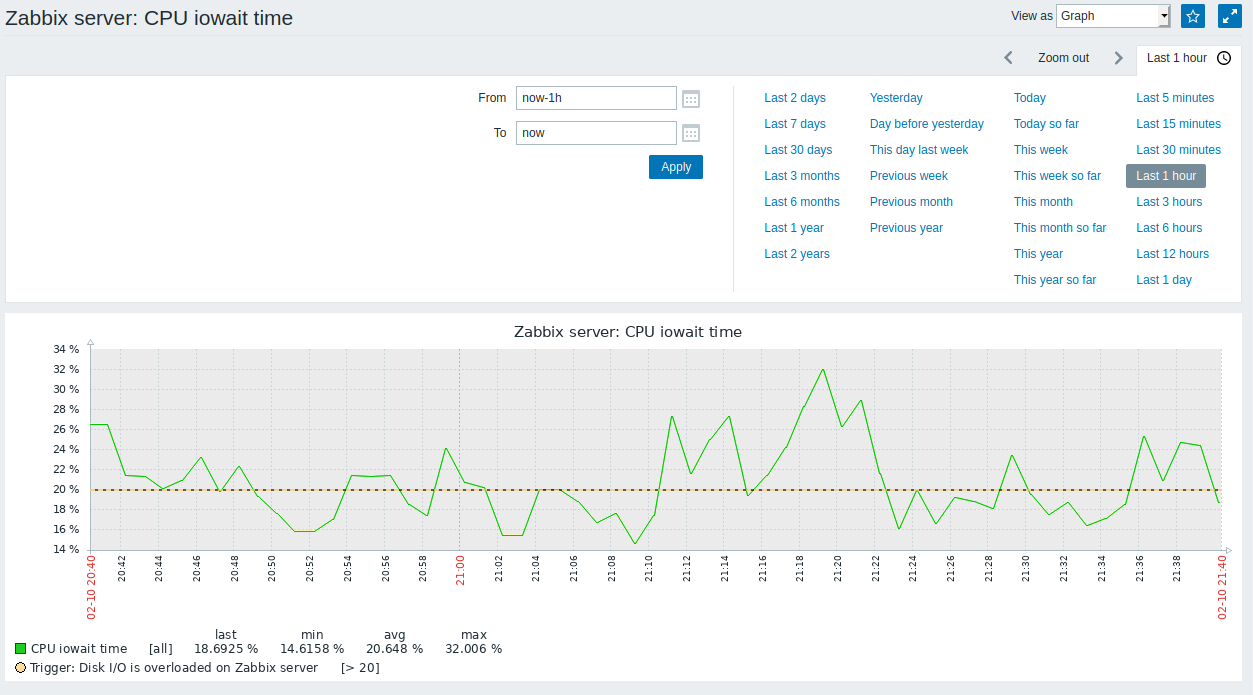 Zabbix server: CPU iowait time
View as Graph
Zoom out
Last 1 hour
From now-1h
To now
Apply
Last 2 days Yesterday Today Last 5 minutes
Last 7 days Day before yesterday Today so far Last 15 minutes
Last 30 days This day last week This week Last 30 minutes
Last 3 months Previous week This week so far Last 1 hour
Last 6 months Previous month This month Last 3 hours
Last 1 year Previous year This month so far Last 6 hours
Last 2 years This year Last 12 hours
This year so far Last 1 day
Zabbix server: CPU iowait time
34 %
32 %
30 %
28 %
26 %
24 %
22 %
20 %
18 %
16 %
14 %
02-10 20:40 20:42 20:44 20:46 20:48 20:50 20:52 20:54 20:56 20:58 21:00 21:02 21:04 21:06 21:08 21:10 21:12 21:14 21:16 21:18 21:20 21:22 21:24 21:26 21:28 21:30 21:32 21:34 21:36 21:38 02-10 21:40
last min avg max
CPU iowait time [all] 18.6925 % 14.6158 % 20.648 % 32.006 %
Trigger: Disk I/O is overloaded on Zabbix server [> 20]